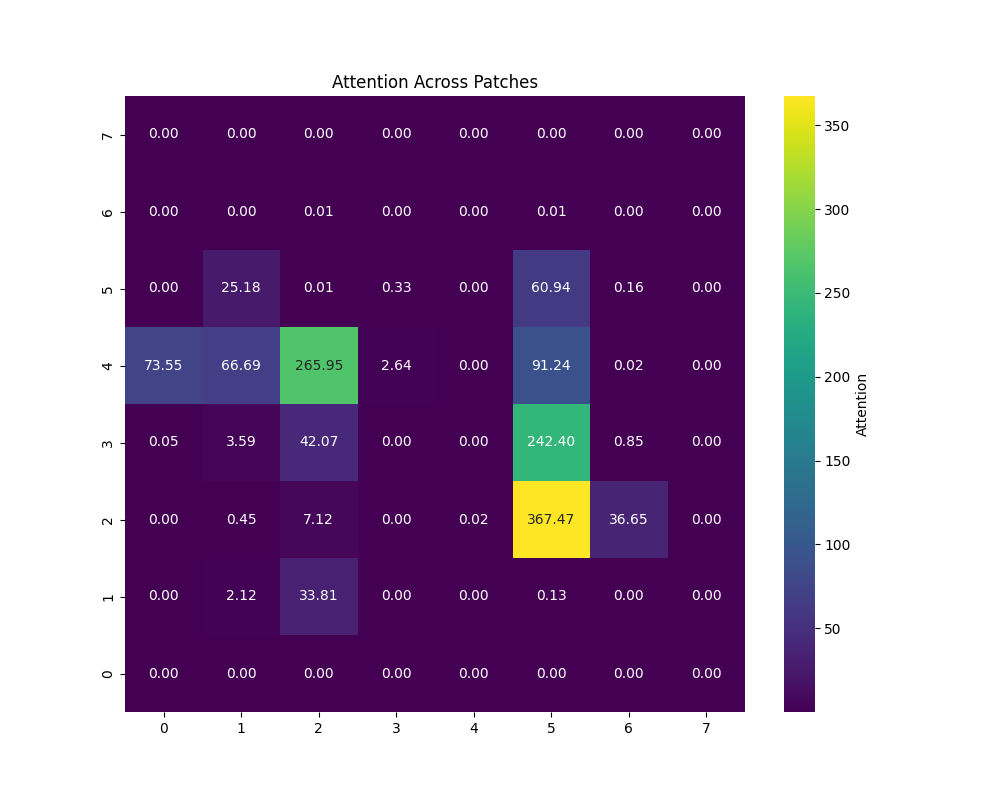 Attention Across Patches
7 0.00 0.00 0.00 0.00 0.00 0.00 0.00 0.00
6 0.00 0.00 0.01 0.00 0.00 0.01 0.00 0.00
5 0.00 25.18 0.01 0.33 0.00 60.94 0.16 0.00
4 73.55 66.69 265.95 2.64 0.00 91.24 0.02 0.00
3 0.05 3.59 42.07 0.00 0.00 242.40 0.85 0.00
2 0.00 0.45 7.12 0.00 0.02 367.47 36.65 0.00
1 0.00 2.12 33.81 0.00 0.00 0.13 0.00 0.00
0 0.00 0.00 0.00 0.00 0.00 0.00 0.00 0.00
0 1 2 3 4 5 6 7
350
300
250
200
150
100
50
Attention